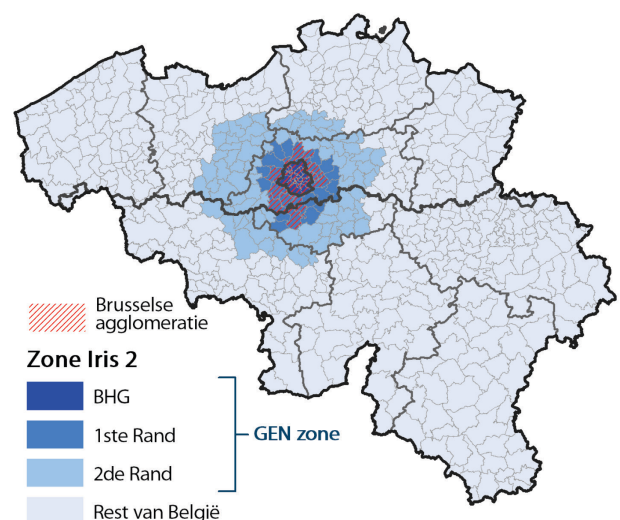 Brusselse
agglomeratie
Zone Iris 2
BHG
1ste Rand
GEN zone
2de Rand
Rest van België